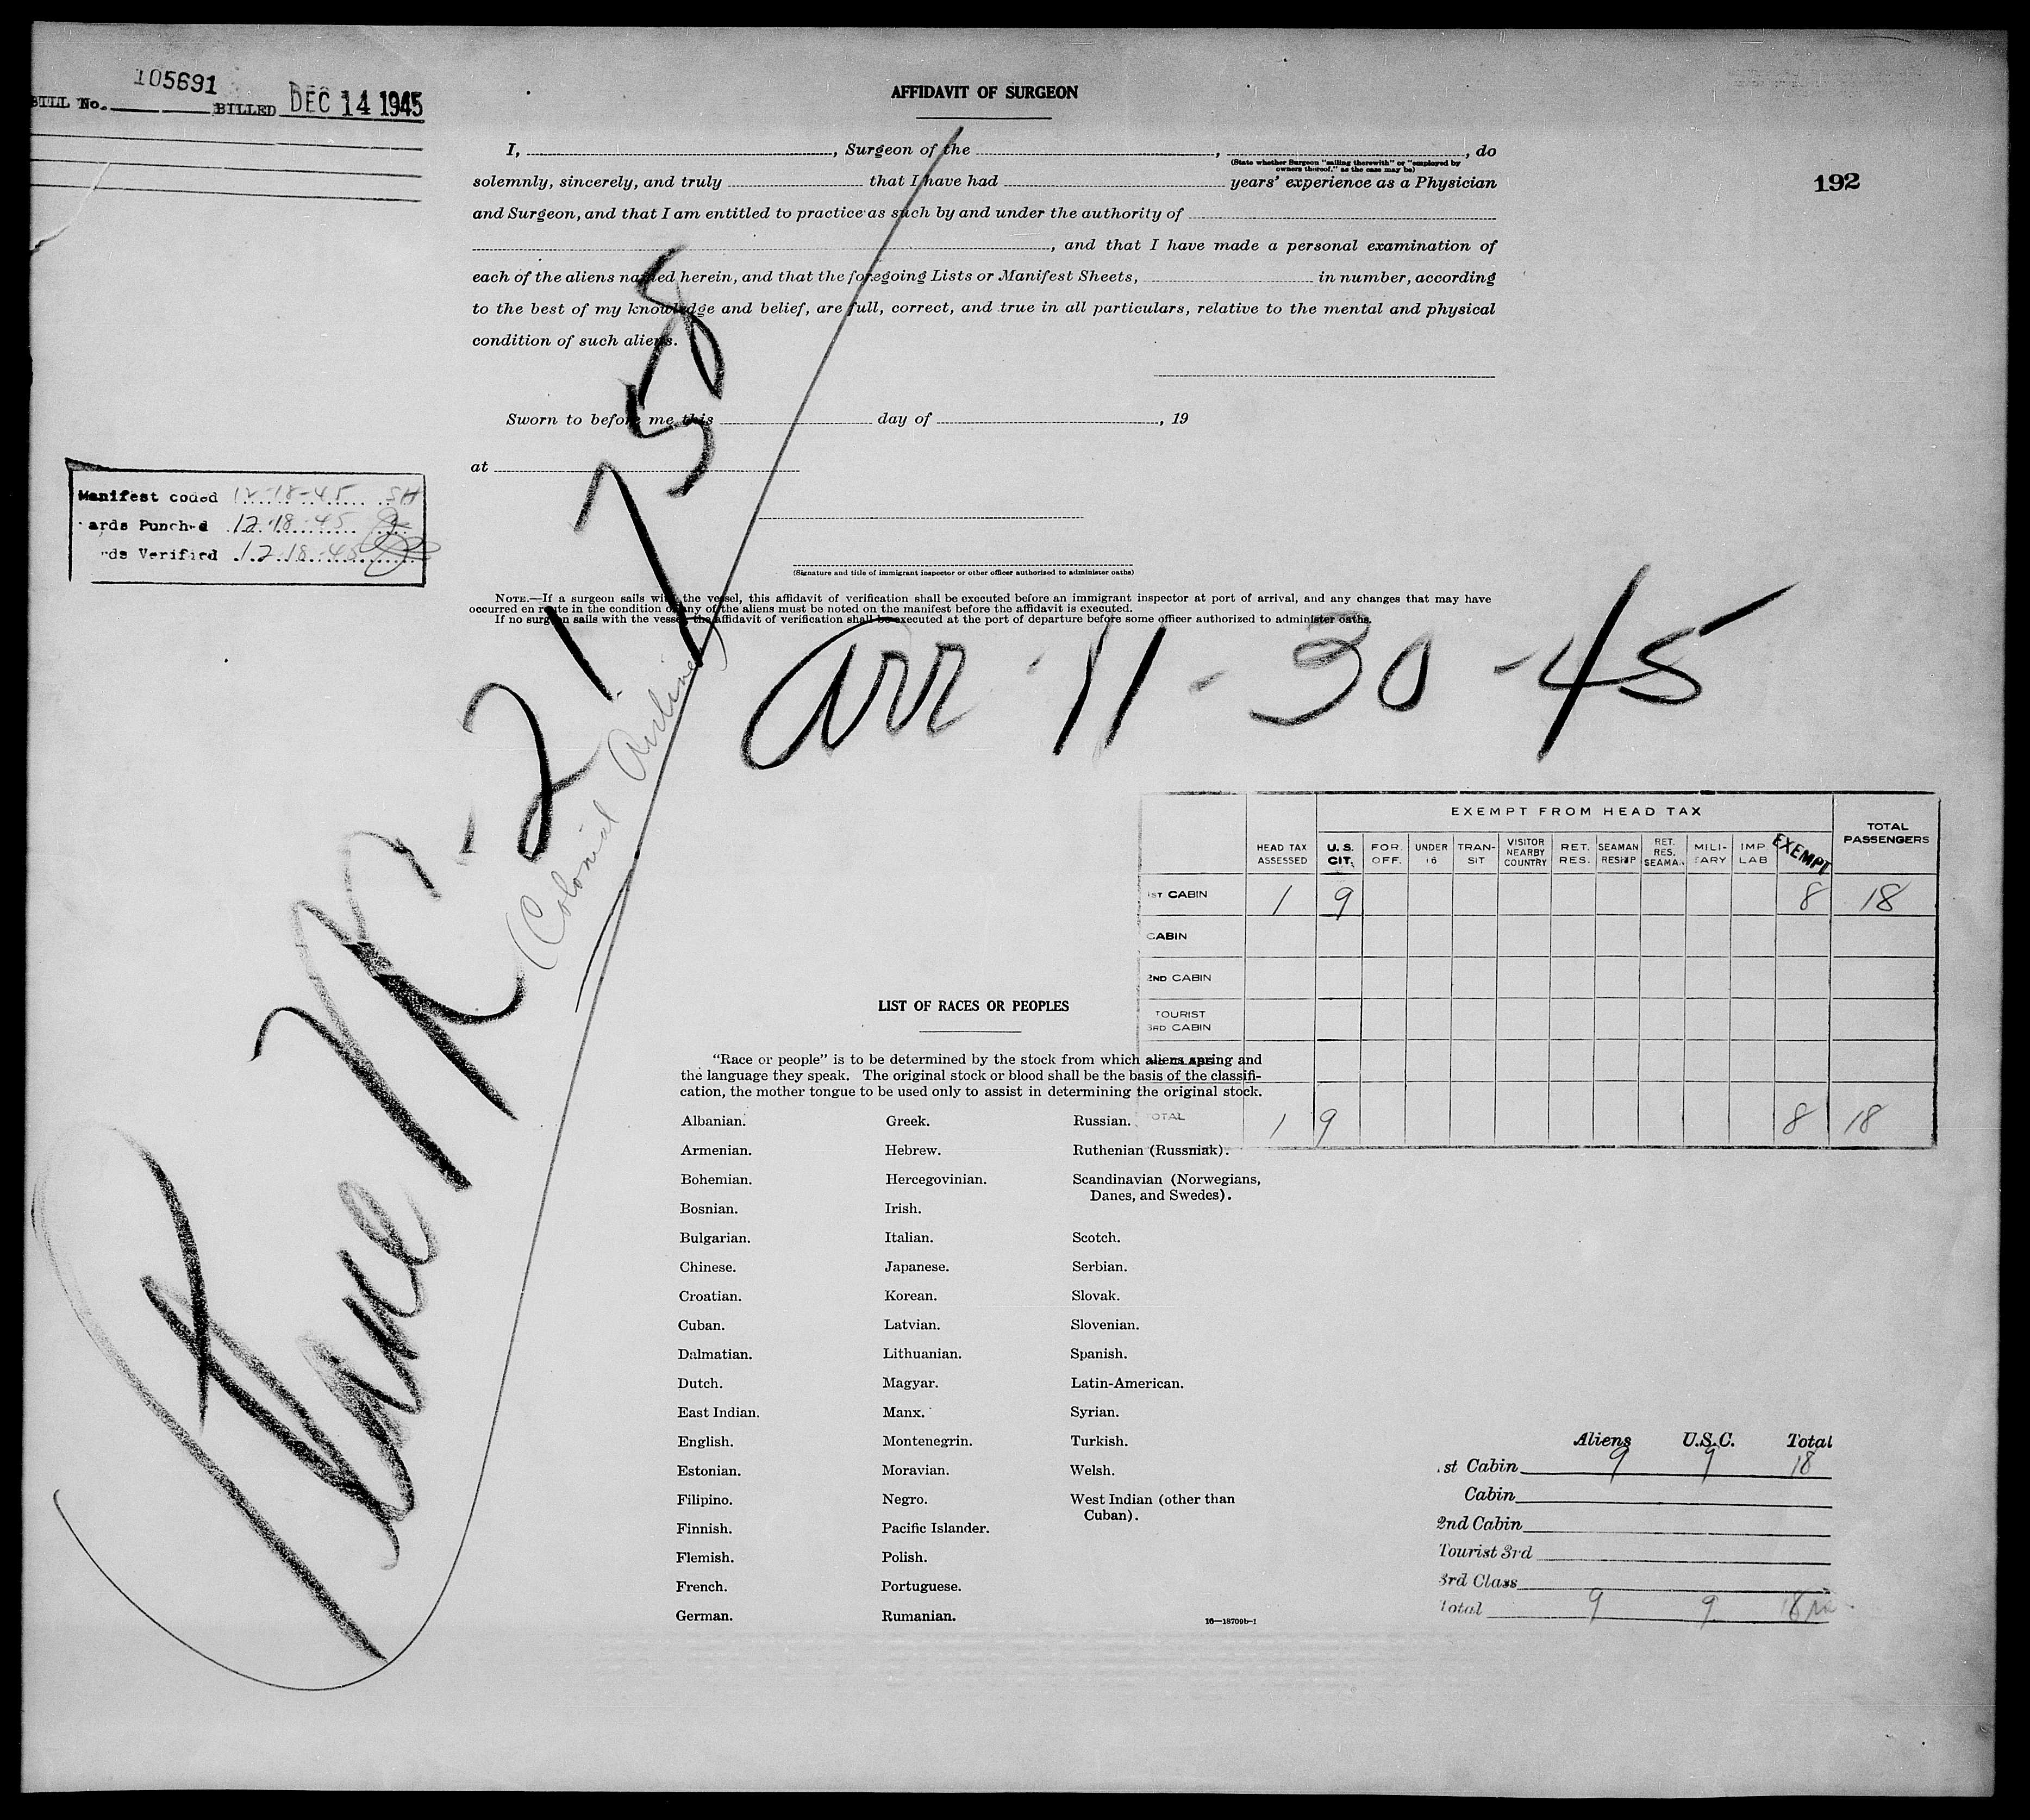 105691
BILL No. BILLED DEC 14 1945
AFFIDAVIT OF SURGEON
192
I, , Surgeon of the , , do
(State whether Surgeon "sailing therewith" or "employed by
owners thereof," as the case may be)
solemnly, sincerely, and truly that I have had years' experience as a Physician
and Surgeon, and that I am entitled to practice as such by and under the authority of
, and that I have made a personal examination of
each of the aliens named herein, and that the foregoing Lists or Manifest Sheets, in number, according
to the best of my knowledge and belief, are full, correct, and true in all particulars, relative to the mental and physical
condition of such aliens.
Sworn to before me this day of , 19
at
Manifest coded 12-18-45 SH
ards Punched 12-18-45
rds Verified 12-18-45
(Signature and title of immigrant inspector or other officer authorized to administer oaths)
NOTE.—If a surgeon sails with the vessel, this affidavit of verification shall be executed before an immigrant inspector at port of arrival, and any changes that may have
occurred en route in the condition of any of the aliens must be noted on the manifest before the affidavit is executed.
If no surgeon sails with the vessel, the affidavit of verification shall be executed at the port of departure before some officer authorized to administer oaths.
arr - 11 - 30 - 45
Plane
(Colonial Airlines)
EXEMPT FROM HEAD TAX
HEAD TAX ASSESSED U.S. CIT. FOR. OFF. UNDER 16 TRANSIT VISITOR NEARBY COUNTRY RET. RES. SEAMAN RET. RES. SEAMAN MILITARY IMP LAB EXEMPT TOTAL PASSENGERS
1ST CABIN 1 9 8 18
CABIN
2ND CABIN
TOURIST
3RD CABIN
TOTAL 1 9 8 18
LIST OF RACES OR PEOPLES
"Race or people" is to be determined by the stock from which aliens spring and
the language they speak. The original stock or blood shall be the basis of the classifi-
cation, the mother tongue to be used only to assist in determining the original stock.
Albanian. Greek. Russian.
Armenian. Hebrew. Ruthenian (Russniak).
Bohemian. Hercegovinian. Scandinavian (Norwegians,
Danes, and Swedes).
Bosnian. Irish.
Bulgarian. Italian. Scotch.
Chinese. Japanese. Serbian.
Croatian. Korean. Slovak.
Cuban. Latvian. Slovenian.
Dalmatian. Lithuanian. Spanish.
Dutch. Magyar. Latin-American.
East Indian. Manx. Syrian.
English. Montenegrin. Turkish.
Estonian. Moravian. Welsh.
Filipino. Negro. West Indian (other than
Cuban).
Finnish. Pacific Islander.
Flemish. Polish.
French. Portuguese.
German. Rumanian.
16—18709b-1
Aliens U.S.C. Total
st Cabin 9 9 18
Cabin
2nd Cabin
Tourist 3rd
3rd Class
Total 9 9 18